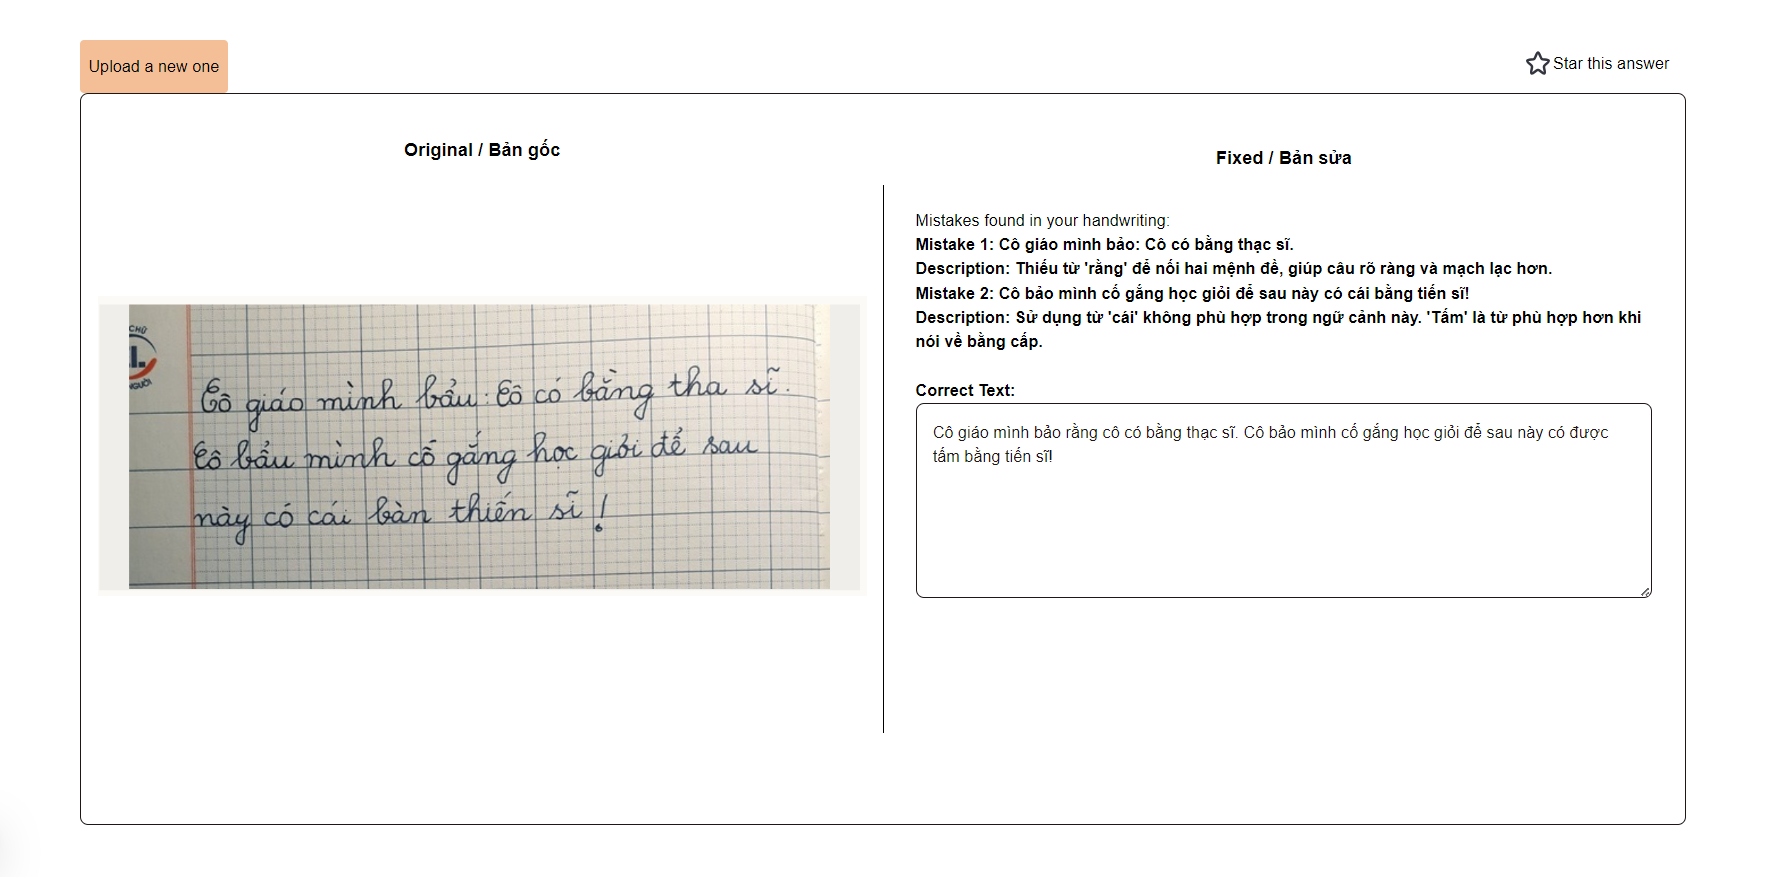 Upload a new one
Star this answer
Original / Bản gốc
Fixed / Bản sửa
CHỮ
L.
NGƯỜI
Cô giáo mình bẩu: Cô có bằng tha sĩ.
Cô bẩu mình cố gắng học giỏi để sau
này có cái bàn thiến sĩ!
Mistakes found in your handwriting:
Mistake 1: Cô giáo mình bảo: Cô có bằng thạc sĩ.
Description: Thiếu từ 'rằng' để nối hai mệnh đề, giúp câu rõ ràng và mạch lạc hơn.
Mistake 2: Cô bảo mình cố gắng học giỏi để sau này có cái bằng tiến sĩ!
Description: Sử dụng từ 'cái' không phù hợp trong ngữ cảnh này. 'Tấm' là từ phù hợp hơn khi
nói về bằng cấp.
Correct Text:
Cô giáo mình bảo rằng cô có bằng thạc sĩ. Cô bảo mình cố gắng học giỏi để sau này có được
tấm bằng tiến sĩ!